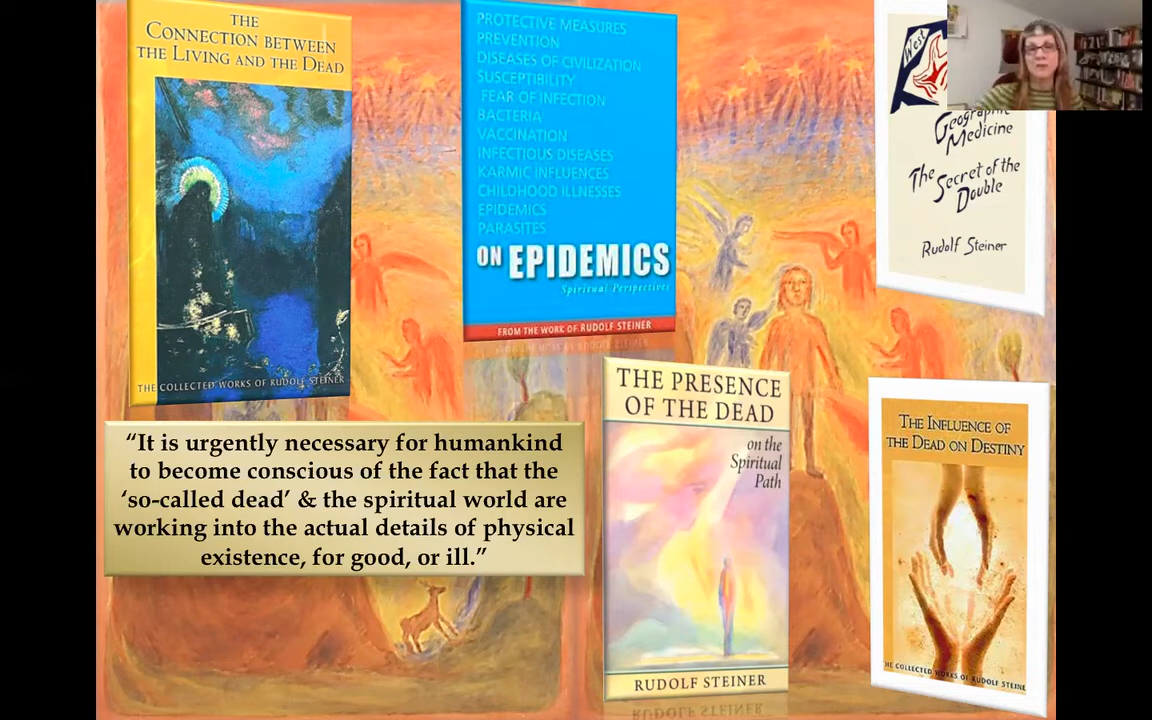 THE
CONNECTION BETWEEN
THE LIVING AND THE DEAD
THE COLLECTED WORKS OF RUDOLF STEINER
PROTECTIVE MEASURES
PREVENTION
DISEASES OF CIVILIZATION
SUSCEPTIBILITY
FEAR OF INFECTION
BACTERIA
VACCINATION
INFECTIOUS DISEASES
KARMIC INFLUENCES
CHILDHOOD ILLNESSES
EPIDEMICS
PARASITES
ON EPIDEMICS
Spiritual Perspectives
FROM THE WORK OF RUDOLF STEINER
West
Geographic
Medicine
The Secret of the
Double
Rudolf Steiner
“It is urgently necessary for humankind
to become conscious of the fact that the
‘so-called dead’ & the spiritual world are
working into the actual details of physical
existence, for good, or ill.”
THE PRESENCE
OF THE DEAD
on the
Spiritual
Path
RUDOLF STEINER
THE INFLUENCE OF
THE DEAD ON DESTINY
THE COLLECTED WORKS OF RUDOLF STEINE